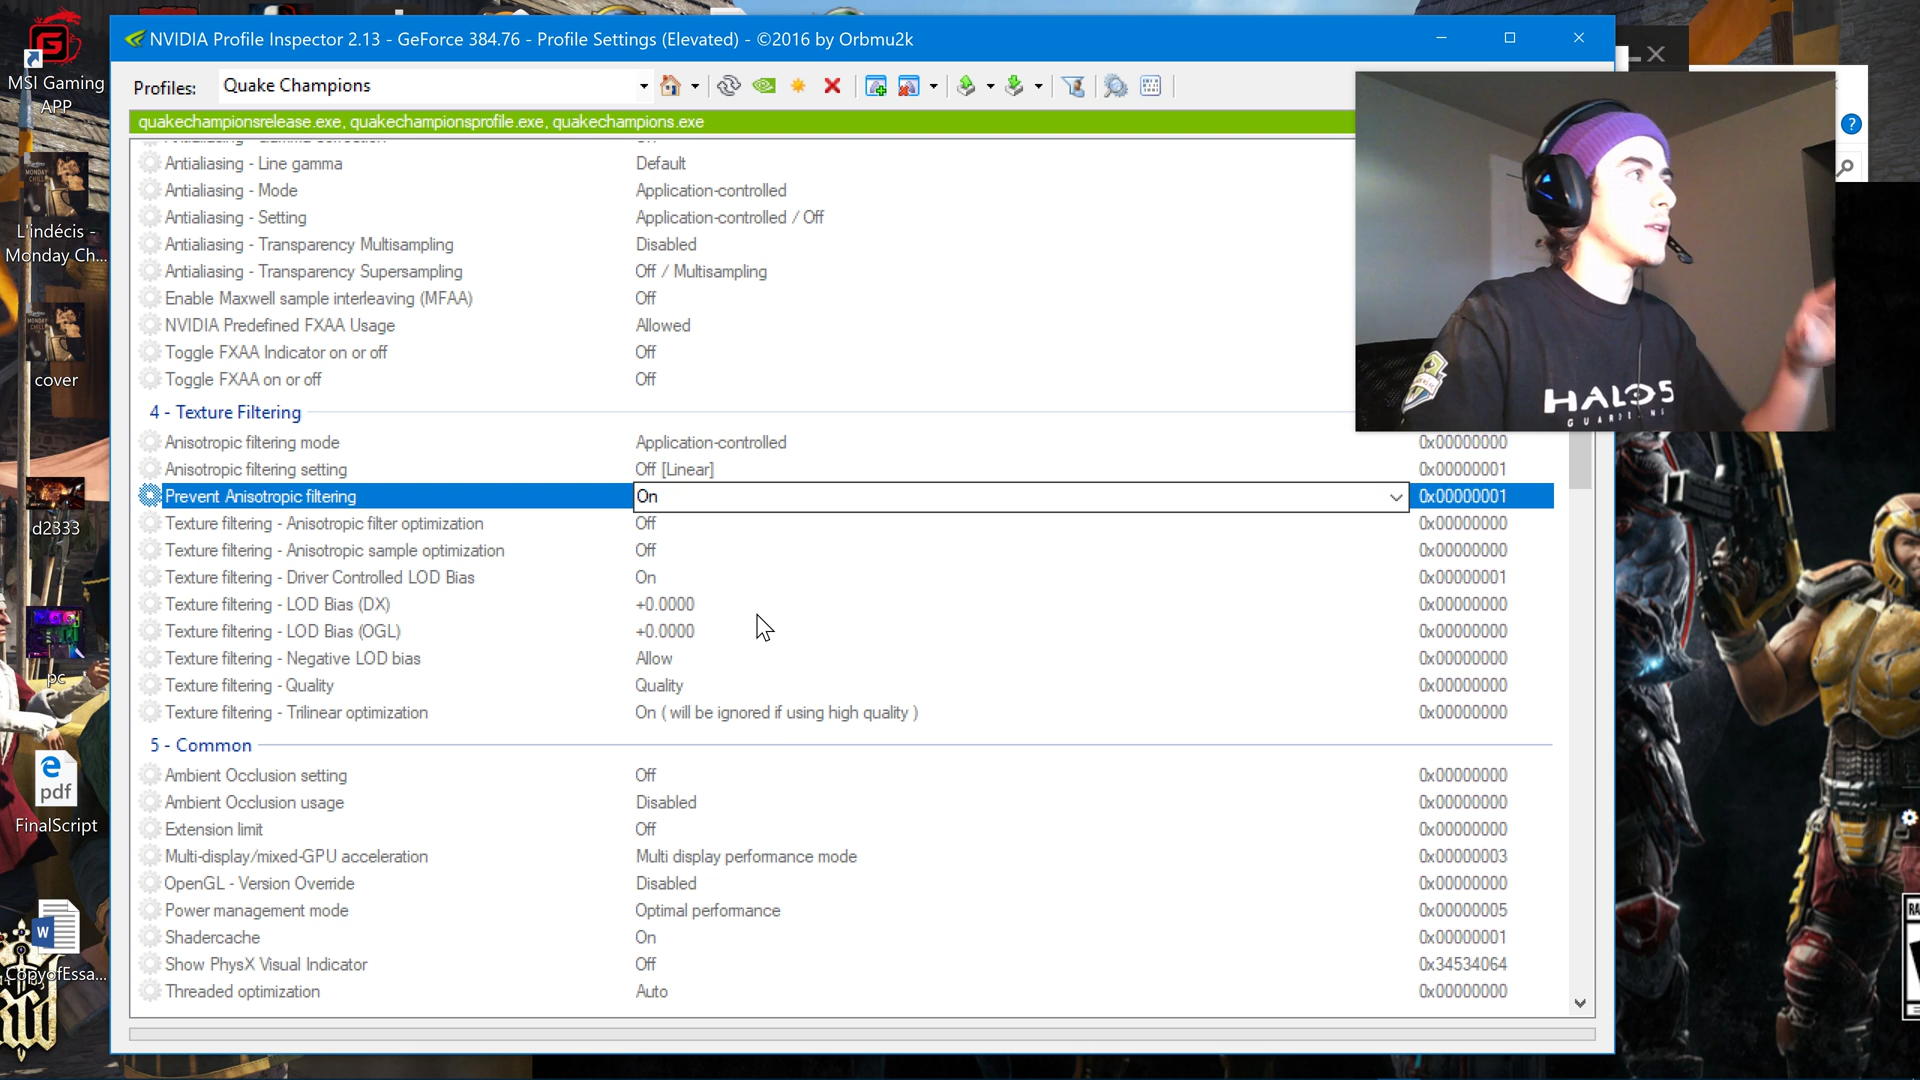 NVIDIA Profile Inspector 2.13 - GeForce 384.76 - Profile Settings (Elevated) - ©2016 by Orbmu2k
Profiles: Quake Champions
quakechampionsrelease.exe, quakechampionsprofile.exe, quakechampions.exe
Antialiasing - Line gamma Default
Antialiasing - Mode Application-controlled
Antialiasing - Setting Application-controlled / Off
Antialiasing - Transparency Multisampling Disabled
Antialiasing - Transparency Supersampling Off / Multisampling
Enable Maxwell sample interleaving (MFAA) Off
NVIDIA Predefined FXAA Usage Allowed
Toggle FXAA Indicator on or off Off
Toggle FXAA on or off Off
4 - Texture Filtering
Anisotropic filtering mode Application-controlled 0x00000000
Anisotropic filtering setting Off [Linear] 0x00000001
Prevent Anisotropic filtering On 0x00000001
Texture filtering - Anisotropic filter optimization Off 0x00000000
Texture filtering - Anisotropic sample optimization Off 0x00000000
Texture filtering - Driver Controlled LOD Bias On 0x00000001
Texture filtering - LOD Bias (DX) +0.0000 0x00000000
Texture filtering - LOD Bias (OGL) +0.0000 0x00000000
Texture filtering - Negative LOD bias Allow 0x00000000
Texture filtering - Quality Quality 0x00000000
Texture filtering - Trilinear optimization On ( will be ignored if using high quality ) 0x00000000
5 - Common
Ambient Occlusion setting Off 0x00000000
Ambient Occlusion usage Disabled 0x00000000
Extension limit Off 0x00000000
Multi-display/mixed-GPU acceleration Multi display performance mode 0x00000003
OpenGL - Version Override Disabled 0x00000000
Power management mode Optimal performance 0x00000005
Shadercache On 0x00000001
Show PhysX Visual Indicator Off 0x34534064
Threaded optimization Auto 0x00000000
MSI Gaming
APP
MONDAY
L'indécis -
Monday Ch...
MONDAY
cover
d2333
pc
pdf
FinalScript
W
CopyofEssa...
HALO5
GUARDIANS
?